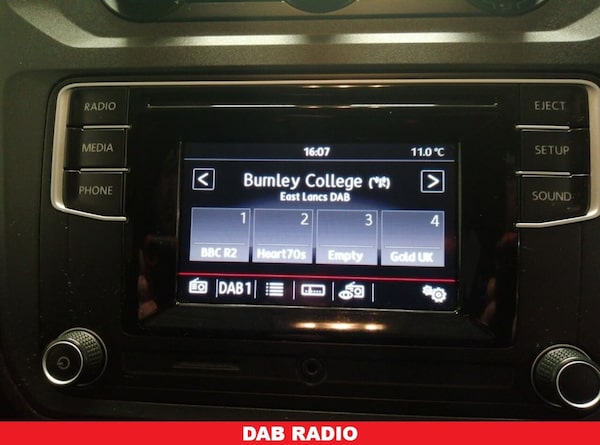 RADIO
EJECT
MEDIA
SETUP
PHONE
SOUND
16:07 11.0 °C
< Burnley College >
East Lancs DAB
1 2 3 4
BBC R2 Heart70s Empty Gold UK
DAB1
DAB RADIO